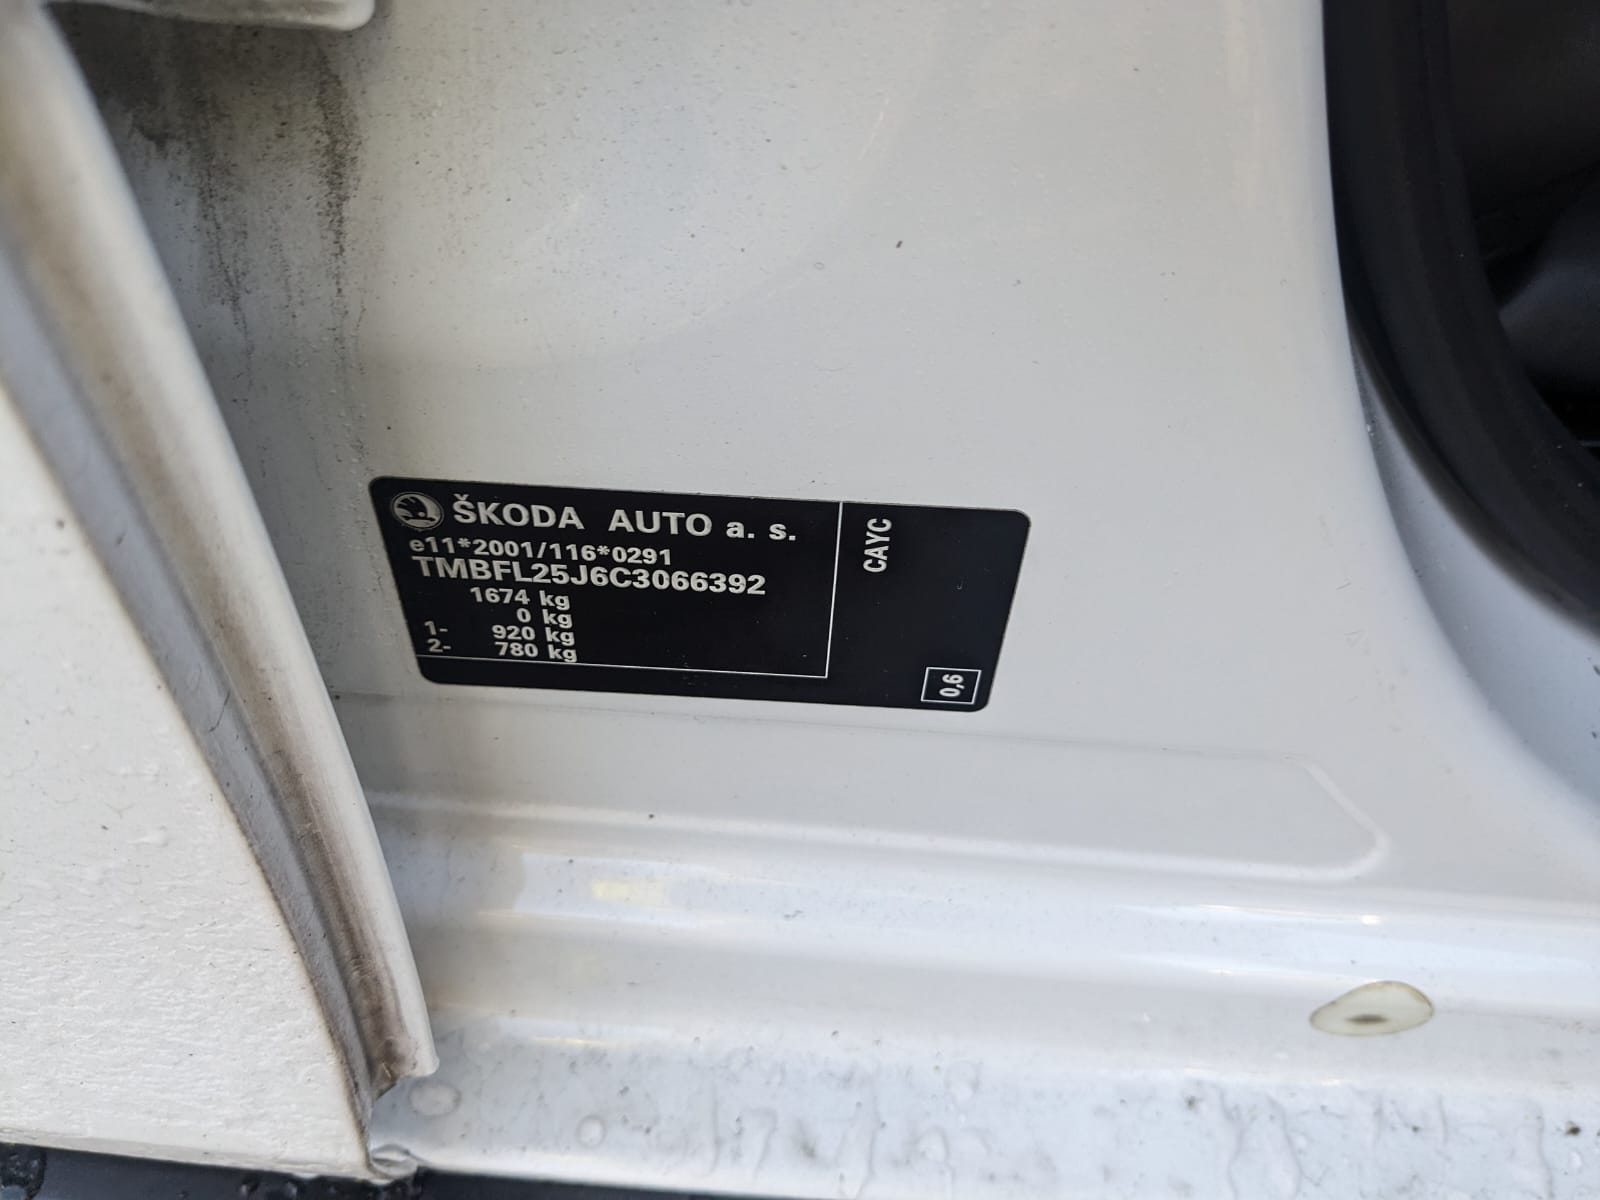 ŠKODA AUTO a. s.
e11*2001/116*0291
TMBFL25J6C3066392
1674 kg
0 kg
1- 920 kg
2- 780 kg
CAYC
0,6